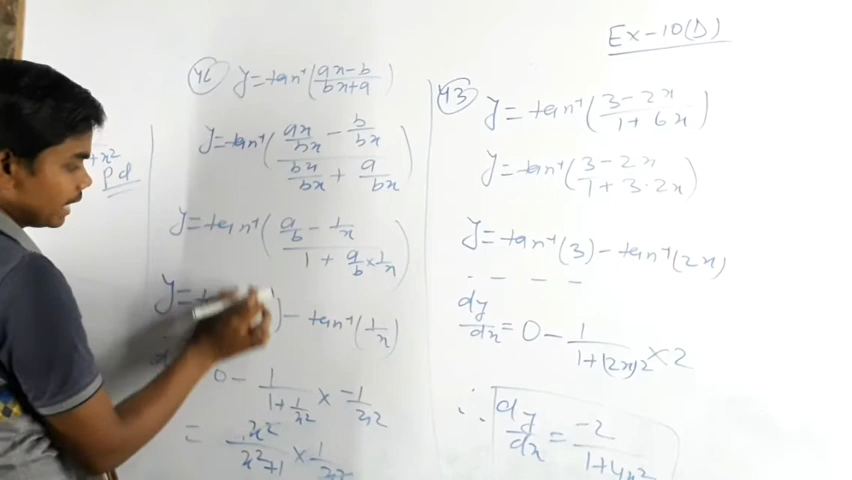 Ex-10(D)
+x²
Pd
46 y=tan⁻¹((ax-b)/(bx+a))
y=tan⁻¹((ax/bx - b/bx)/(bx/bx + a/bx))
y=tan⁻¹((a/b - 1/x)/(1 + a/b × 1/x))
y= ) - tan⁻¹(1/x)
0 - 1/(1+1/x²) × -1/x²
= x²/(x²+1) × 1/x²
43 y = tan⁻¹((3-2x)/(1+6x))
y=tan⁻¹((3-2x)/(1+3·2x))
y=tan⁻¹(3) - tan⁻¹(2x)
dy/dx = 0 - 1/(1+(2x)²) × 2
∴ dy/dx = -2/(1+4x²)